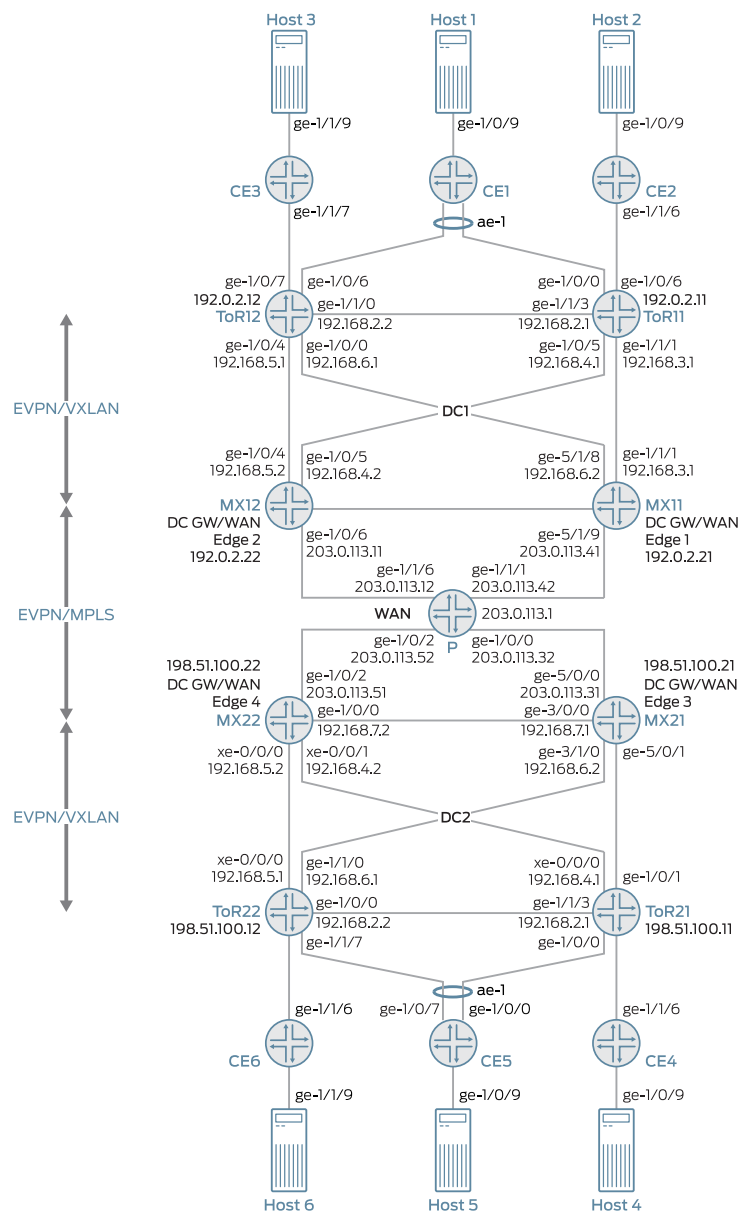 Host 3
Host 1
Host 2
ge-1/1/9
ge-1/0/9
ge-1/0/9
CE3
CE1
CE2
ge-1/1/7
ae-1
ge-1/1/6
ge-1/0/7
ge-1/0/6
ge-1/0/0
ge-1/0/6
192.0.2.12
192.0.2.11
ToR12
ge-1/1/0
ge-1/1/3
ToR11
192.168.2.2
192.168.2.1
ge-1/0/4
ge-1/0/0
ge-1/0/5
ge-1/1/1
192.168.5.1
192.168.6.1
192.168.4.1
192.168.3.1
EVPN/VXLAN
DC1
ge-1/0/4
ge-1/0/5
ge-5/1/8
ge-1/1/1
192.168.5.2
192.168.4.2
192.168.6.2
192.168.3.1
MX12
MX11
DC GW/WAN
Edge 2
192.0.2.22
DC GW/WAN
Edge 1
192.0.2.21
ge-1/0/6
203.0.113.11
ge-5/1/9
203.0.113.41
ge-1/1/6
203.0.113.12
ge-1/1/1
203.0.113.42
EVPN/MPLS
WAN
203.0.113.1
P
ge-1/0/2
203.0.113.52
ge-1/0/0
203.0.113.32
198.51.100.22
DC GW/WAN
Edge 4
198.51.100.21
DC GW/WAN
Edge 3
ge-1/0/2
203.0.113.51
ge-5/0/0
203.0.113.31
MX22
ge-1/0/0
192.168.7.2
ge-3/0/0
192.168.7.1
MX21
xe-0/0/0
192.168.5.2
xe-0/0/1
192.168.4.2
ge-3/1/0
192.168.6.2
ge-5/0/1
EVPN/VXLAN
DC2
xe-0/0/0
192.168.5.1
ge-1/1/0
192.168.6.1
xe-0/0/0
192.168.4.1
ge-1/0/1
ToR22
198.51.100.12
ge-1/0/0
192.168.2.2
ge-1/1/3
192.168.2.1
ToR21
198.51.100.11
ge-1/1/7
ge-1/0/0
ae-1
ge-1/1/6
ge-1/0/7
ge-1/0/0
ge-1/1/6
CE6
CE5
CE4
ge-1/1/9
ge-1/0/9
ge-1/0/9
Host 6
Host 5
Host 4